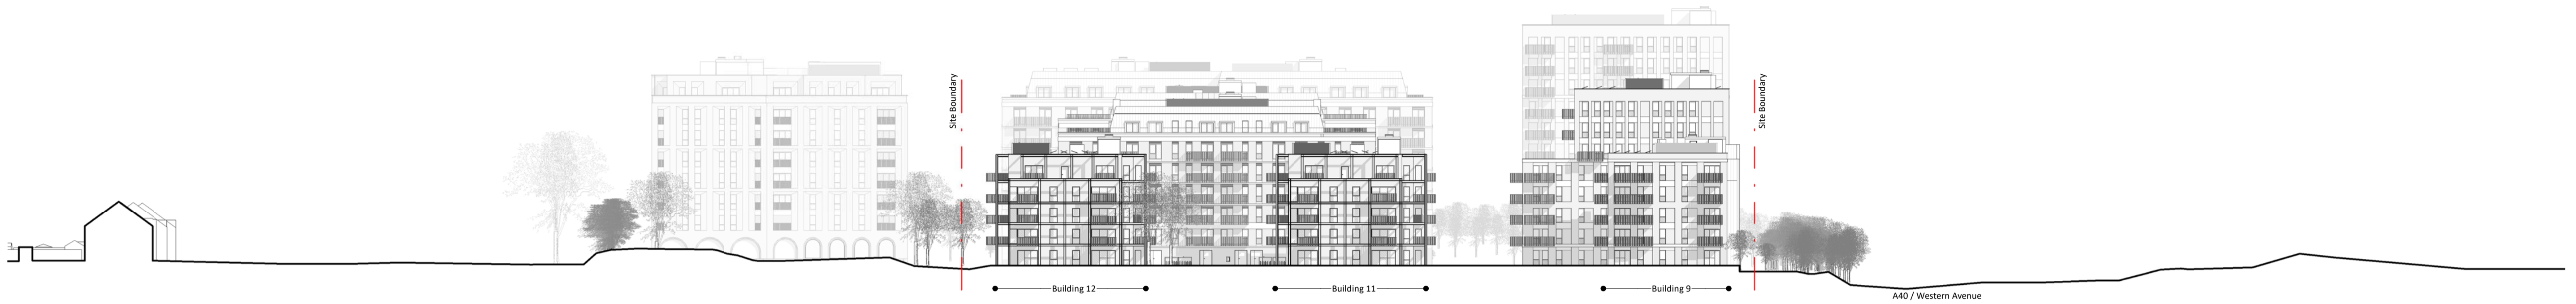 Site Boundary
Site Boundary
Building 12
Building 11
Building 9
A40 / Western Avenue